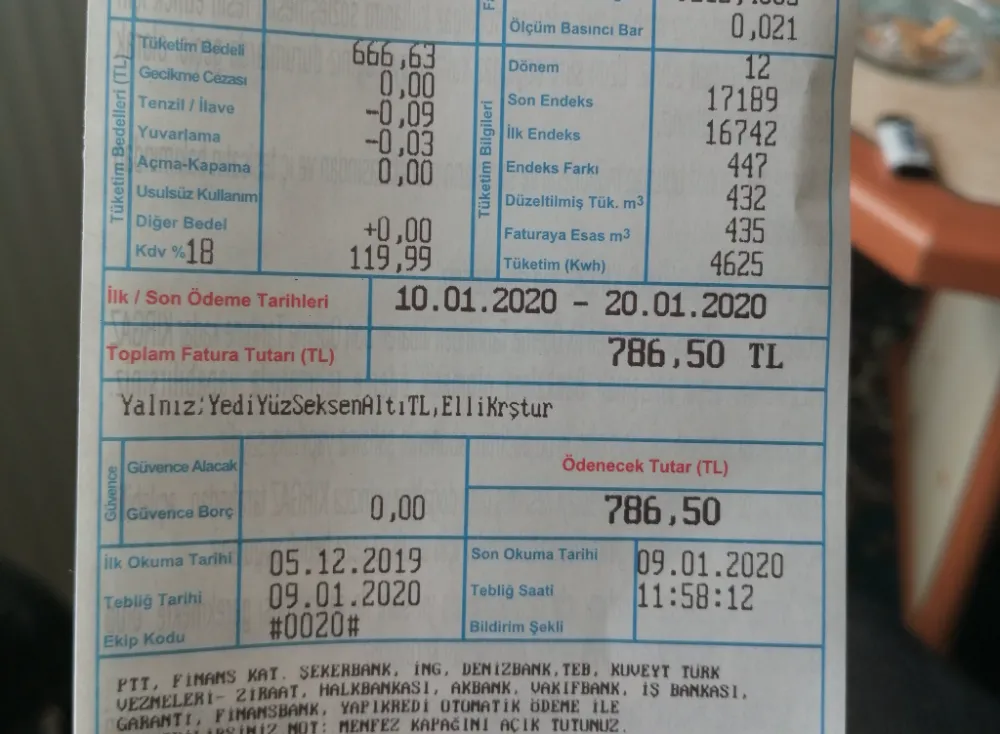 Ölçüm Basıncı Bar 0,021
Tüketim Bedelleri (TL)
Tüketim Bedeli 666,63
Gecikme Cezası 0,00
Tenzil / İlave -0,09
Yuvarlama -0,03
Açma-Kapama 0,00
Usulsüz Kullanım
Diğer Bedel +0,00
Kdv %18 119,99
Tüketim Bilgileri
Dönem 12
Son Endeks 17189
İlk Endeks 16742
Endeks Farkı 447
Düzeltilmiş Tük. m³ 432
Faturaya Esas m³ 435
Tüketim (Kwh) 4625
İlk / Son Ödeme Tarihleri 10.01.2020 - 20.01.2020
Toplam Fatura Tutarı (TL) 786,50 TL
Yalnız;YediYüzSeksenAltıTL,ElliKrştur
Güvence
Güvence Alacak
Güvence Borç 0,00
Ödenecek Tutar (TL)
786,50
İlk Okuma Tarihi 05.12.2019 Son Okuma Tarihi 09.01.2020
Tebliğ Tarihi 09.01.2020 Tebliğ Saati 11:58:12
Ekip Kodu #0020# Bildirim Şekli
PTT, FİNANS KAT. ŞEKERBANK, İNG, DENİZBANK,TEB, KUVEYT TÜRK
VEZNELERİ- ZİRAAT, HALKBANKASI, AKBANK, VAKIFBANK, İŞ BANKASI,
GARANTİ, FİNANSBANK, YAPIKREDİ OTOMATİK ÖDEME İLE
NOT: MENFEZ KAPAĞINI AÇIK TUTUNUZ.